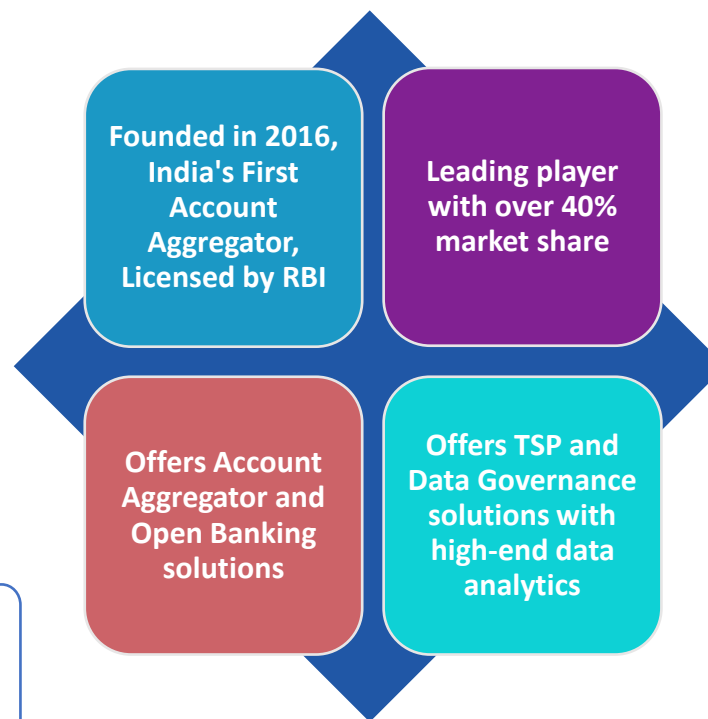 Founded in 2016,
India's First
Account
Aggregator,
Licensed by RBI
Leading player
with over 40%
market share
Offers Account
Aggregator and
Open Banking
solutions
Offers TSP and
Data Governance
solutions with
high-end data
analytics